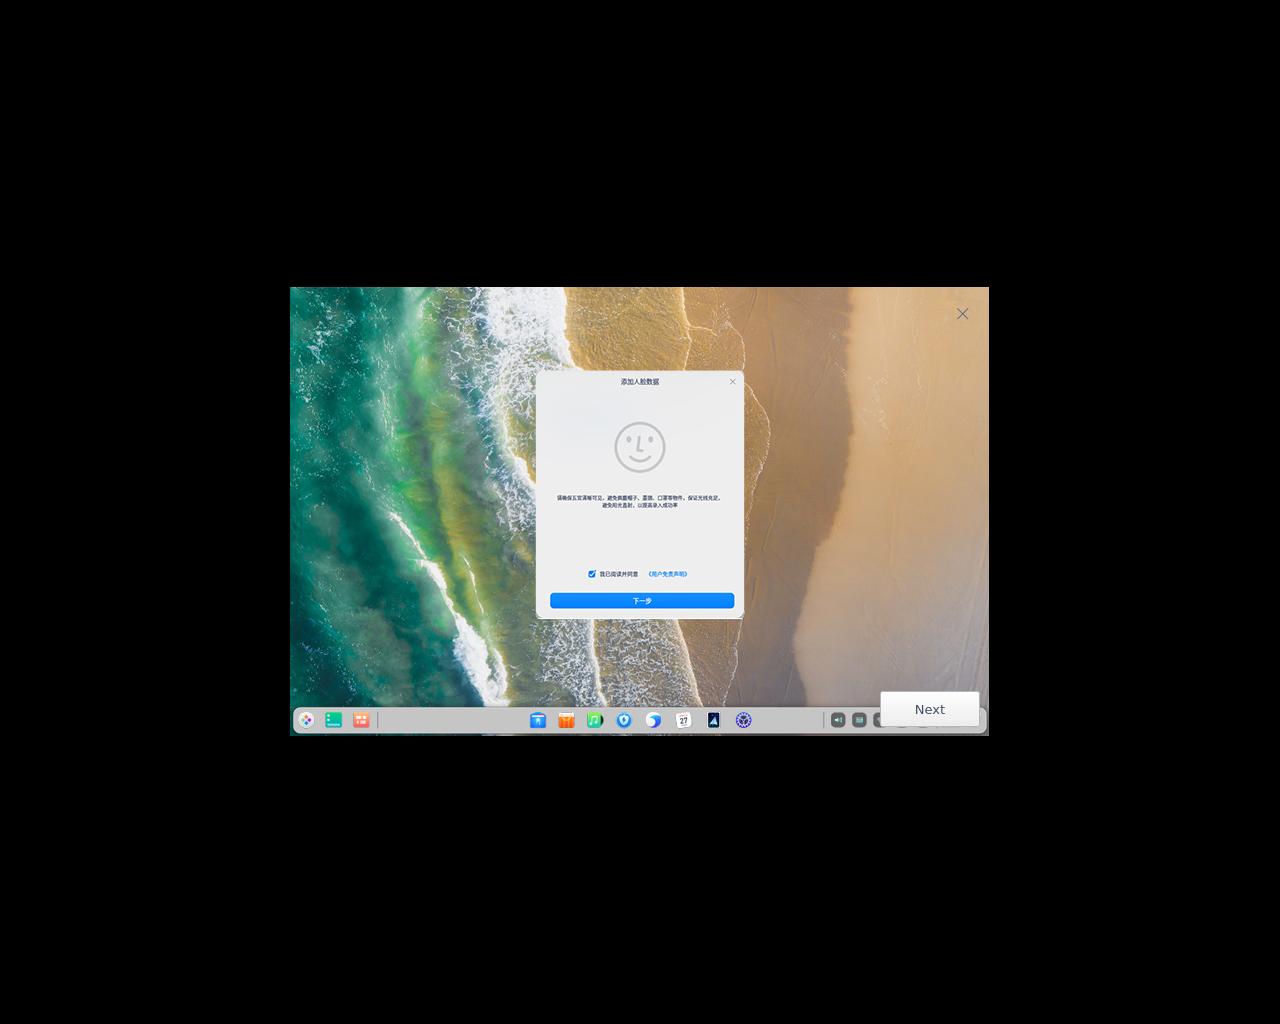 添加人脸数据
请确保五官清晰可见，避免佩戴帽子、墨镜、口罩等物件，保证光线充足，
避免阳光直射，以提高录入成功率
我已阅读并同意 《用户免责声明》
下一步
Next
27